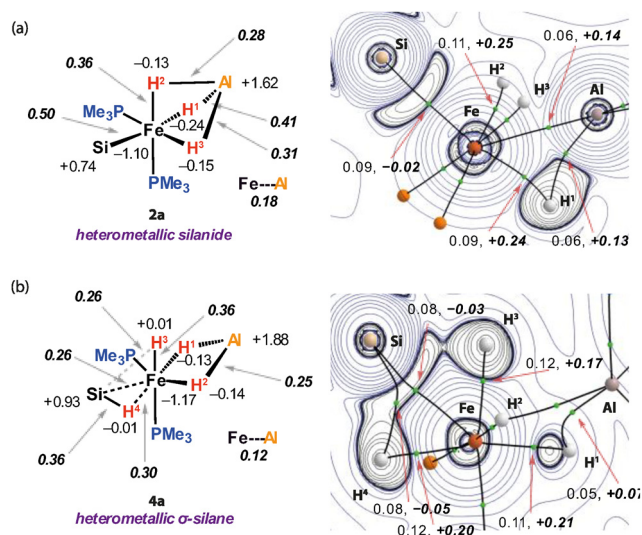 (a)
−0.13
0.28
0.36
H²
Al
+1.62
Me₃P
H¹
0.50
Fe
−0.24
0.41
H³
Si
−1.10
−0.15
0.31
+0.74
PMe₃
Fe---Al
0.18
2a
heterometallic silanide
Si
0.11, +0.25
0.06, +0.14
H²
H³
Al
Fe
0.09, −0.02
H¹
0.09, +0.24
0.06, +0.13
(b)
0.26
0.36
+0.01
H³
Al
+1.88
0.26
Me₃P
H¹
−0.13
Fe
H²
0.25
Si
−1.17
−0.14
+0.93
H⁴
−0.01
PMe₃
Fe---Al
0.12
0.36
0.30
4a
heterometallic σ-silane
0.08, −0.03
Si
H³
0.12, +0.17
H²
Al
Fe
H¹
H⁴
0.05, +0.07
0.08, −0.05
0.11, +0.21
0.12, +0.20